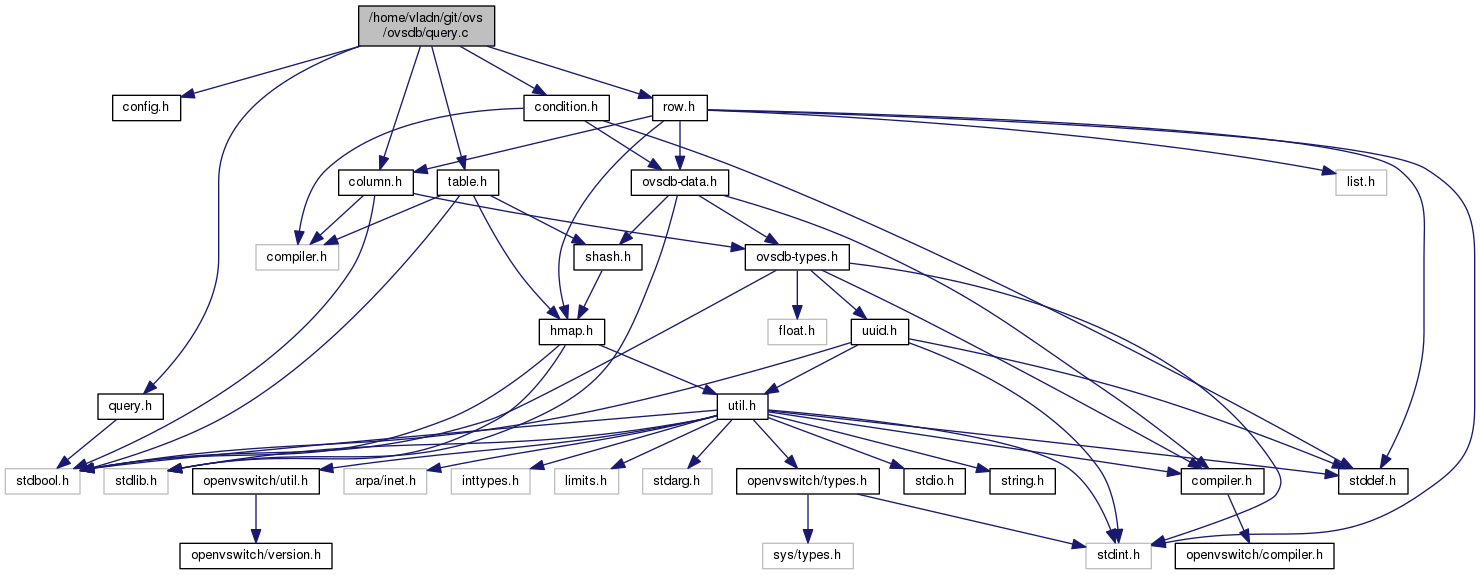 /home/vladn/git/ovs
/ovsdb/query.c
config.h
condition.h
row.h
column.h
table.h
ovsdb-data.h
list.h
compiler.h
shash.h
ovsdb-types.h
hmap.h
float.h
uuid.h
query.h
util.h
stdbool.h
stdlib.h
openvswitch/util.h
arpa/inet.h
inttypes.h
limits.h
stdarg.h
openvswitch/types.h
stdio.h
string.h
compiler.h
stddef.h
openvswitch/version.h
sys/types.h
stdint.h
openvswitch/compiler.h